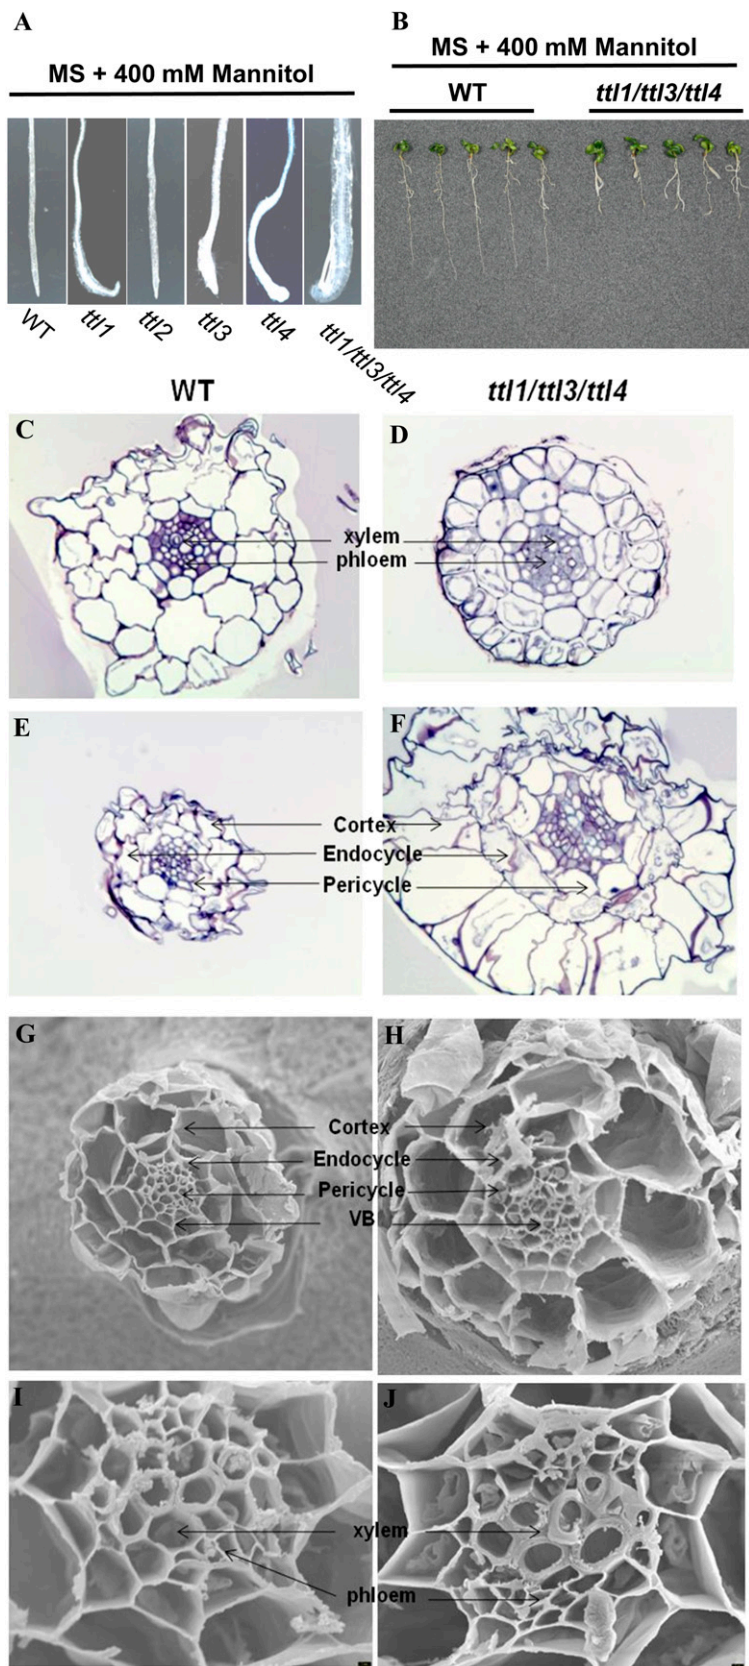 A
B
MS + 400 mM Mannitol
MS + 400 mM Mannitol
WT
ttl1/ttl3/ttl4
WT
ttl1
ttl2
ttl3
ttl4
ttl1/ttl3/ttl4
WT
ttl1/ttl3/ttl4
C
D
xylem
phloem
E
F
Cortex
Endocycle
Pericycle
G
H
Cortex
Endocycle
Pericycle
VB
I
J
xylem
phloem